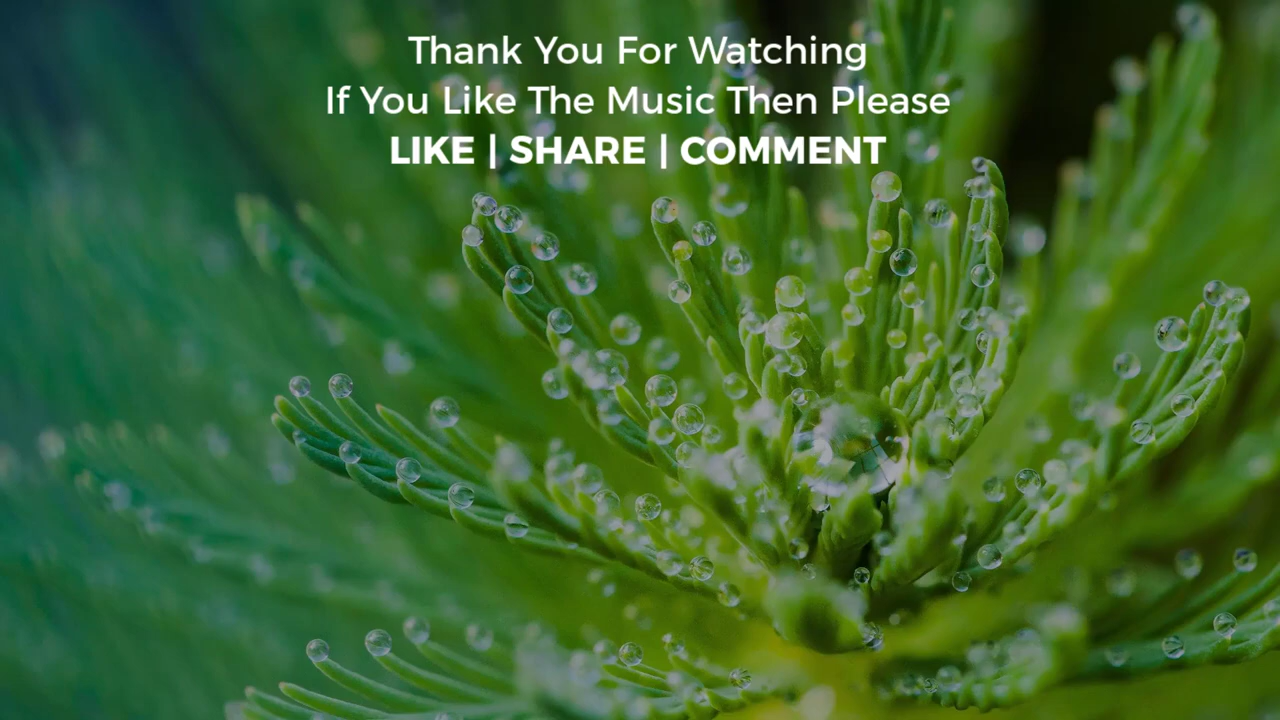 Thank You For Watching
If You Like The Music Then Please
LIKE | SHARE | COMMENT